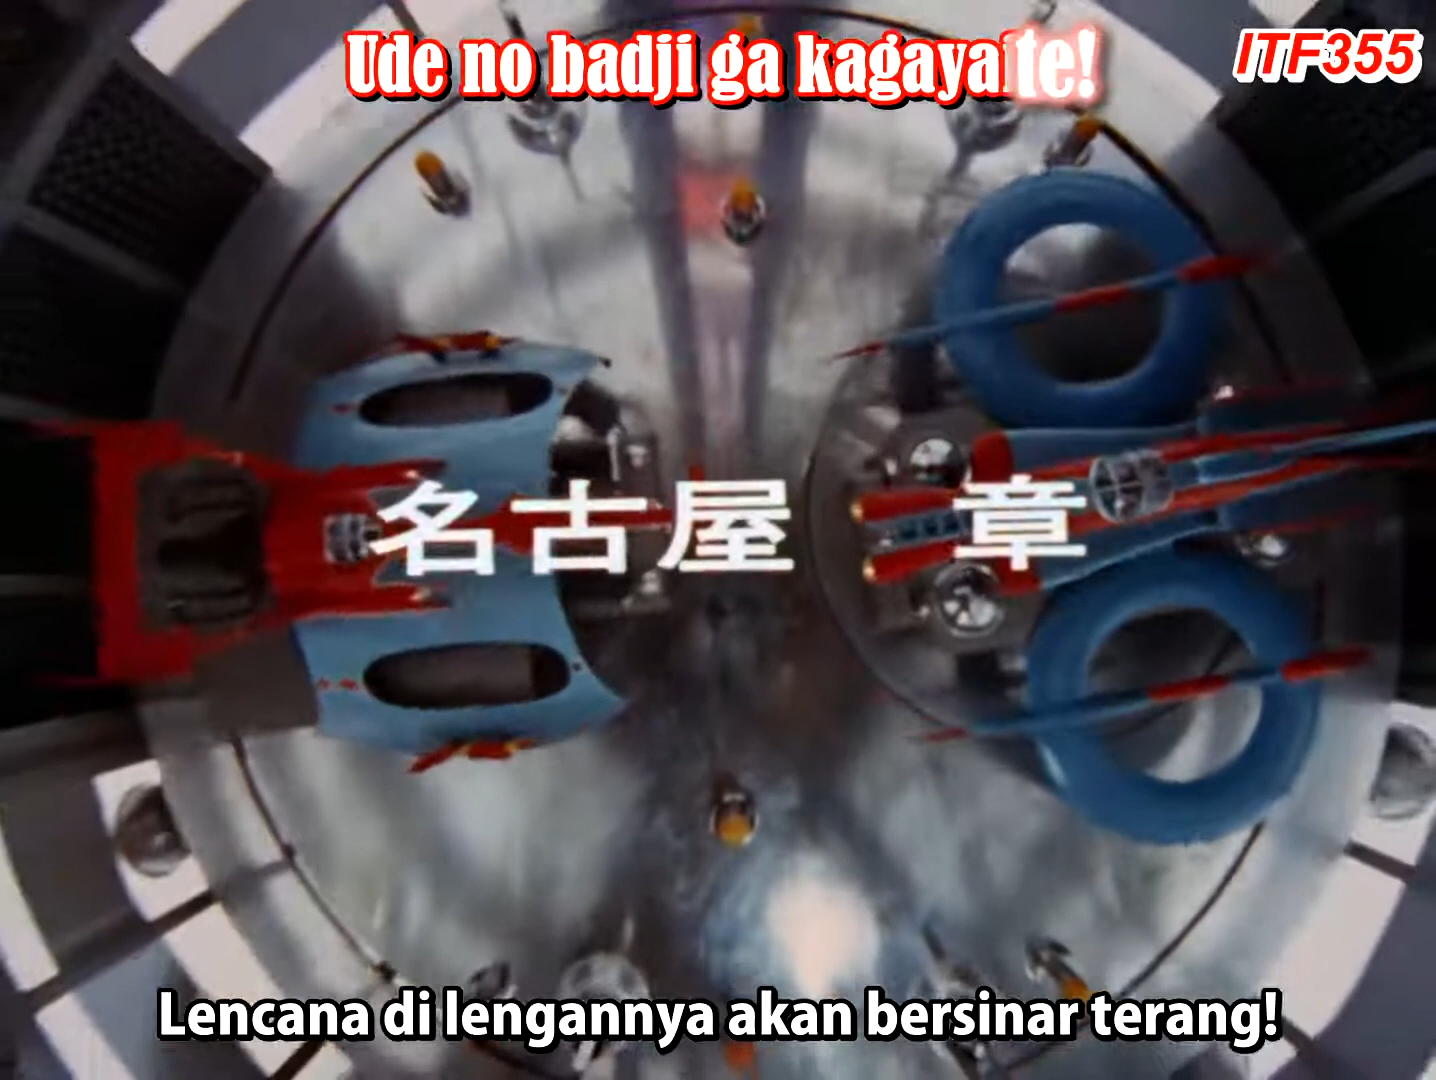 Ude no badji ga kagayaite!
ITF355
名古屋 章
Lencana di lengannya akan bersinar terang!